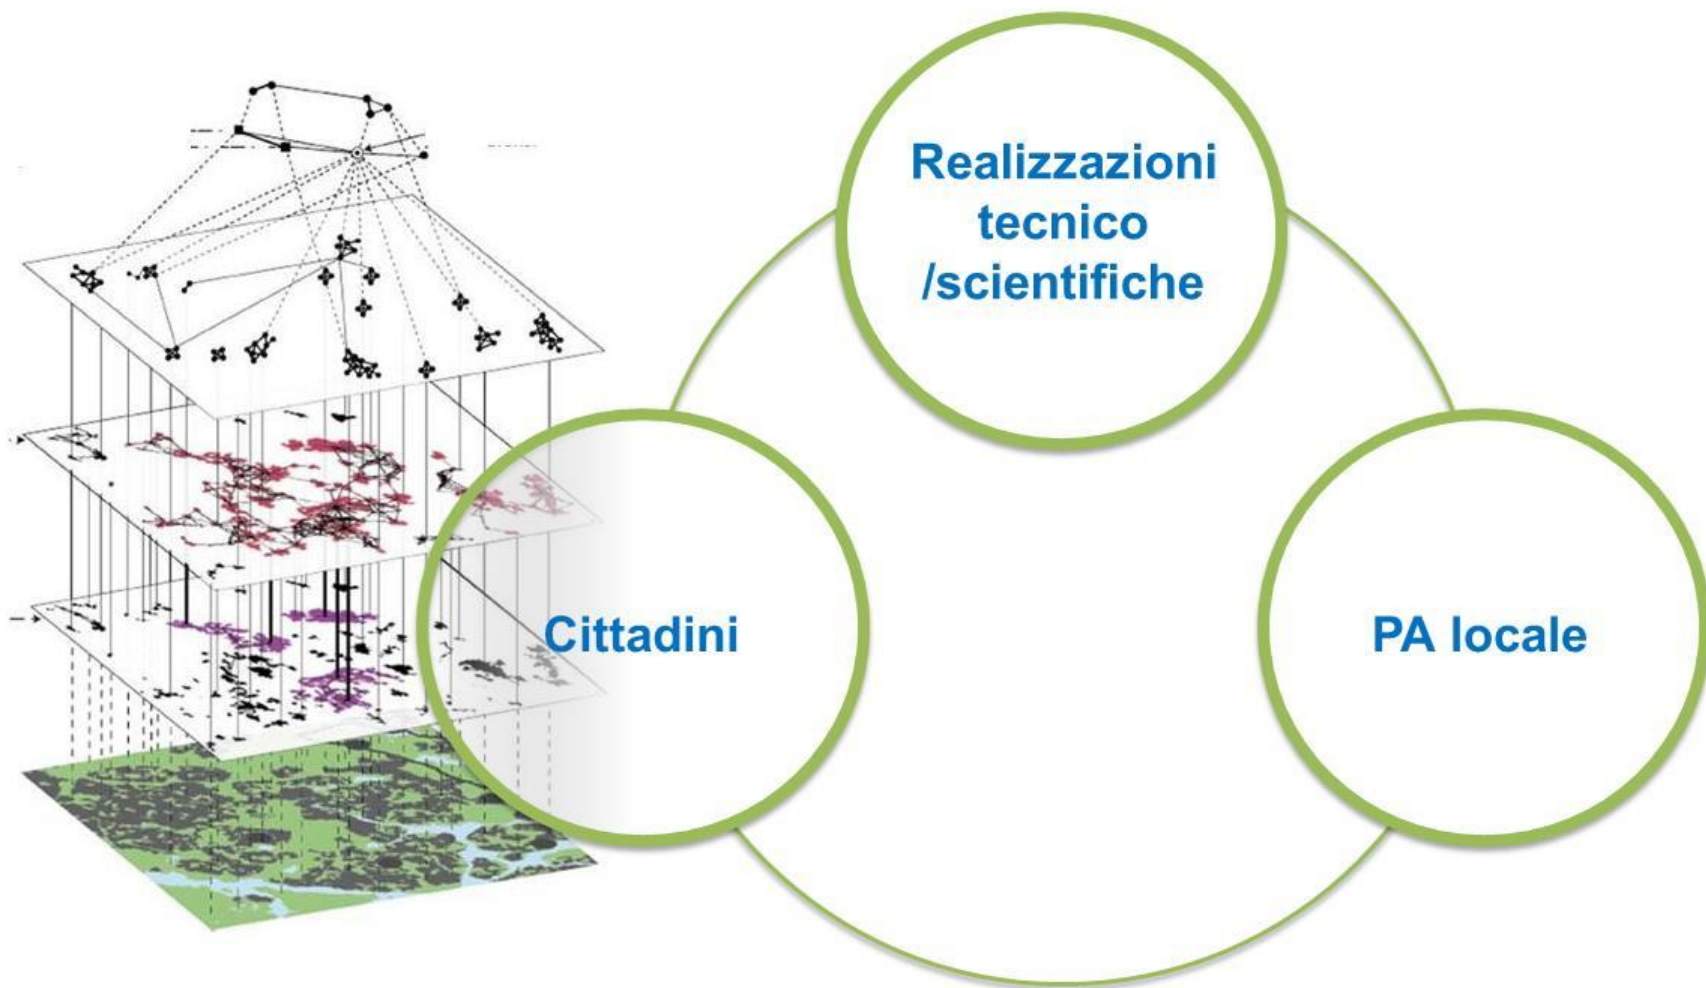 Realizzazioni
tecnico
/scientifiche
Cittadini
PA locale